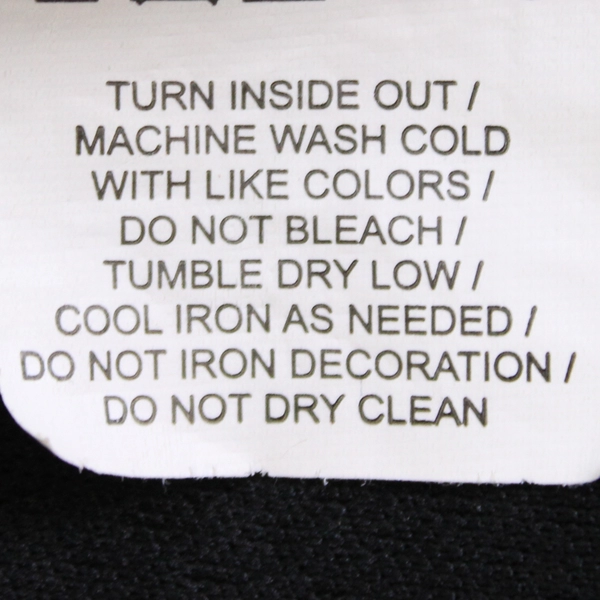 TURN INSIDE OUT /
MACHINE WASH COLD
WITH LIKE COLORS /
DO NOT BLEACH /
TUMBLE DRY LOW /
COOL IRON AS NEEDED /
DO NOT IRON DECORATION /
DO NOT DRY CLEAN